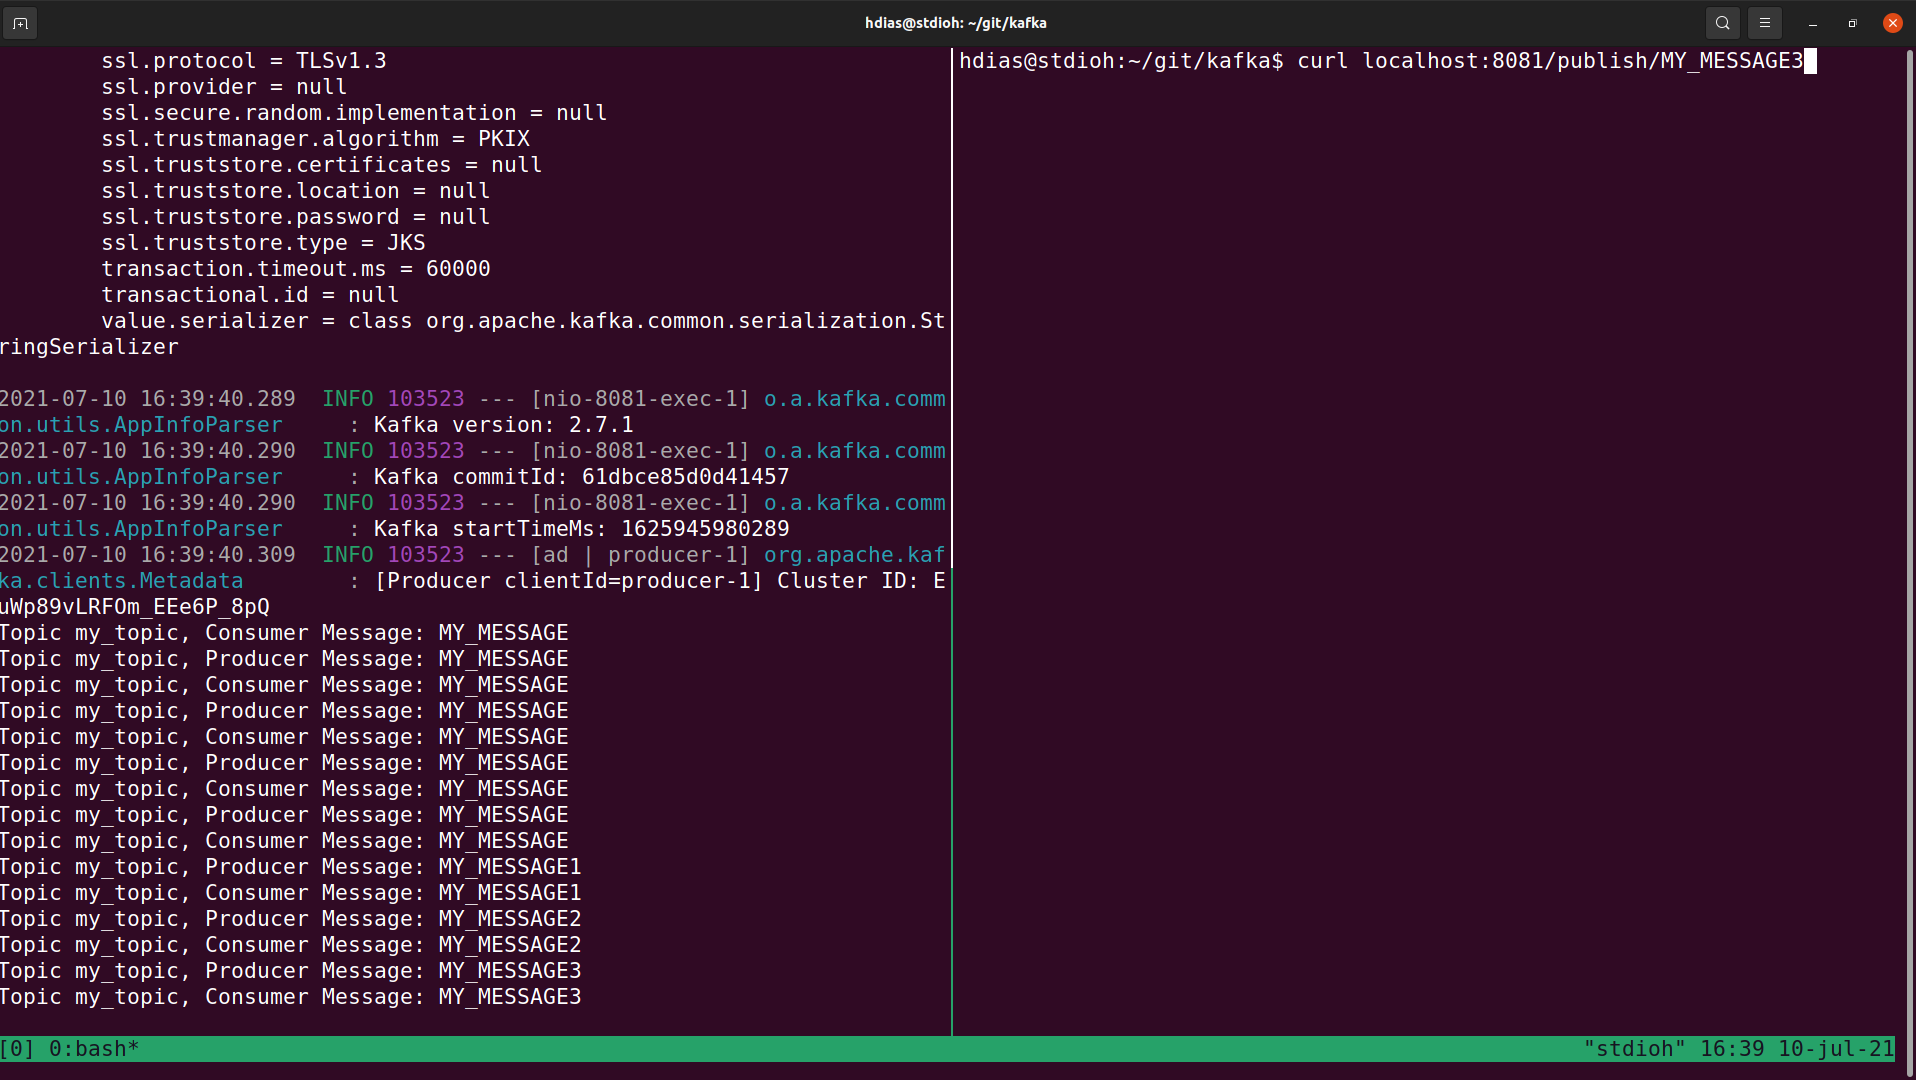 hdias@stdioh: ~/git/kafka
ssl.protocol = TLSv1.3
ssl.provider = null
ssl.secure.random.implementation = null
ssl.trustmanager.algorithm = PKIX
ssl.truststore.certificates = null
ssl.truststore.location = null
ssl.truststore.password = null
ssl.truststore.type = JKS
transaction.timeout.ms = 60000
transactional.id = null
value.serializer = class org.apache.kafka.common.serialization.St
ringSerializer
2021-07-10 16:39:40.289  INFO 103523 --- [nio-8081-exec-1] o.a.kafka.comm
on.utils.AppInfoParser     : Kafka version: 2.7.1
2021-07-10 16:39:40.290  INFO 103523 --- [nio-8081-exec-1] o.a.kafka.comm
on.utils.AppInfoParser     : Kafka commitId: 61dbce85d0d41457
2021-07-10 16:39:40.290  INFO 103523 --- [nio-8081-exec-1] o.a.kafka.comm
on.utils.AppInfoParser     : Kafka startTimeMs: 1625945980289
2021-07-10 16:39:40.309  INFO 103523 --- [ad | producer-1] org.apache.kaf
ka.clients.Metadata        : [Producer clientId=producer-1] Cluster ID: E
uWp89vLRFOm_EEe6P_8pQ
Topic my_topic, Consumer Message: MY_MESSAGE
Topic my_topic, Producer Message: MY_MESSAGE
Topic my_topic, Consumer Message: MY_MESSAGE
Topic my_topic, Producer Message: MY_MESSAGE
Topic my_topic, Consumer Message: MY_MESSAGE
Topic my_topic, Producer Message: MY_MESSAGE
Topic my_topic, Consumer Message: MY_MESSAGE
Topic my_topic, Producer Message: MY_MESSAGE
Topic my_topic, Consumer Message: MY_MESSAGE
Topic my_topic, Producer Message: MY_MESSAGE1
Topic my_topic, Consumer Message: MY_MESSAGE1
Topic my_topic, Producer Message: MY_MESSAGE2
Topic my_topic, Consumer Message: MY_MESSAGE2
Topic my_topic, Producer Message: MY_MESSAGE3
Topic my_topic, Consumer Message: MY_MESSAGE3
hdias@stdioh:~/git/kafka$ curl localhost:8081/publish/MY_MESSAGE3
[0] 0:bash*
"stdioh" 16:39 10-jul-21